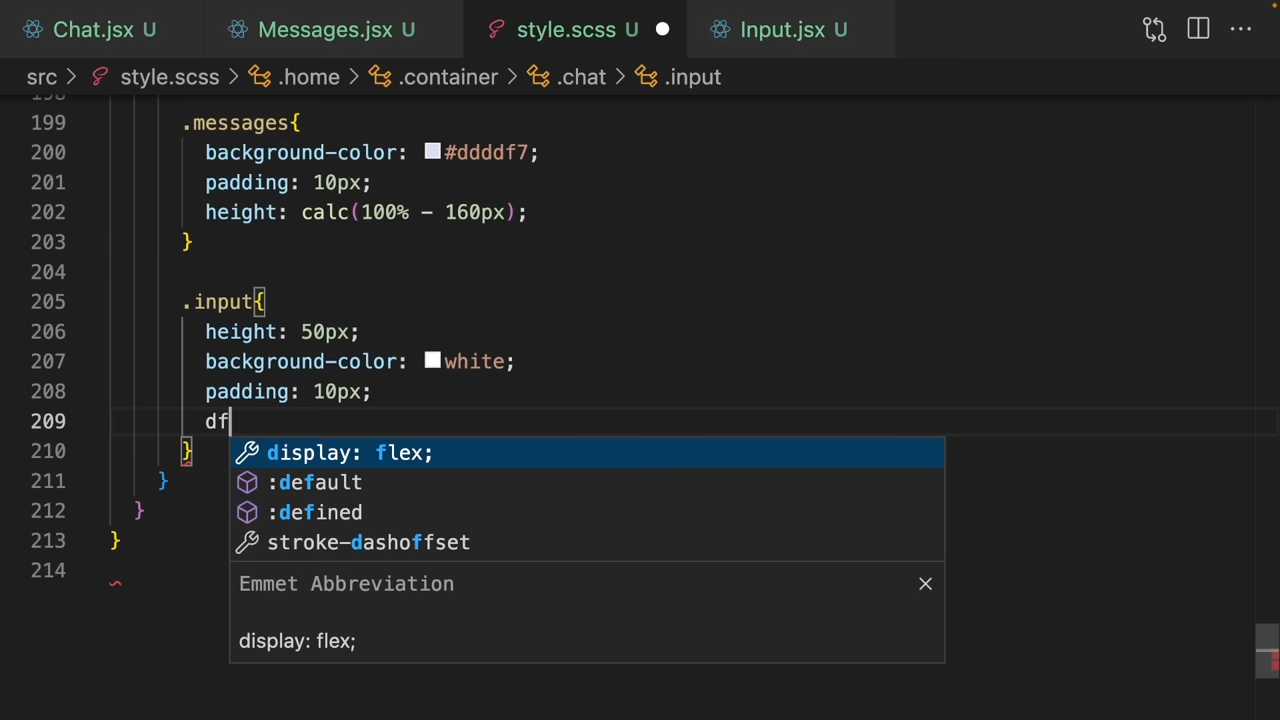 Chat.jsx U Messages.jsx U style.scss U Input.jsx U
src > style.scss > .home > .container > .chat > .input
198
199 .messages{
200 background-color: #ddddf7;
201 padding: 10px;
202 height: calc(100% - 160px);
203 }
204
205 .input{
206 height: 50px;
207 background-color: white;
208 padding: 10px;
209 df
210 }
display: flex;
211 }
:default
212 }
:defined
213 }
stroke-dashoffset
214
Emmet Abbreviation
display: flex;